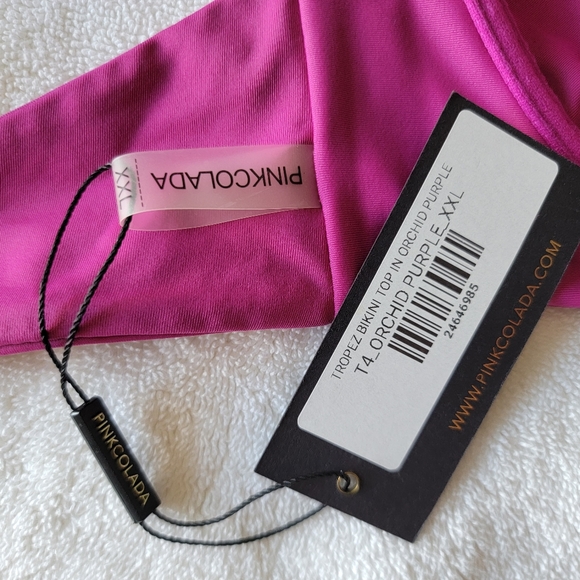 PINKCOLADA
XXL
TROPEZ BIKINI TOP IN ORCHID PURPLE
T4_ORCHID PURPLE_XXL
24646985
WWW.PINKCOLADA.COM
PINKCOLADA